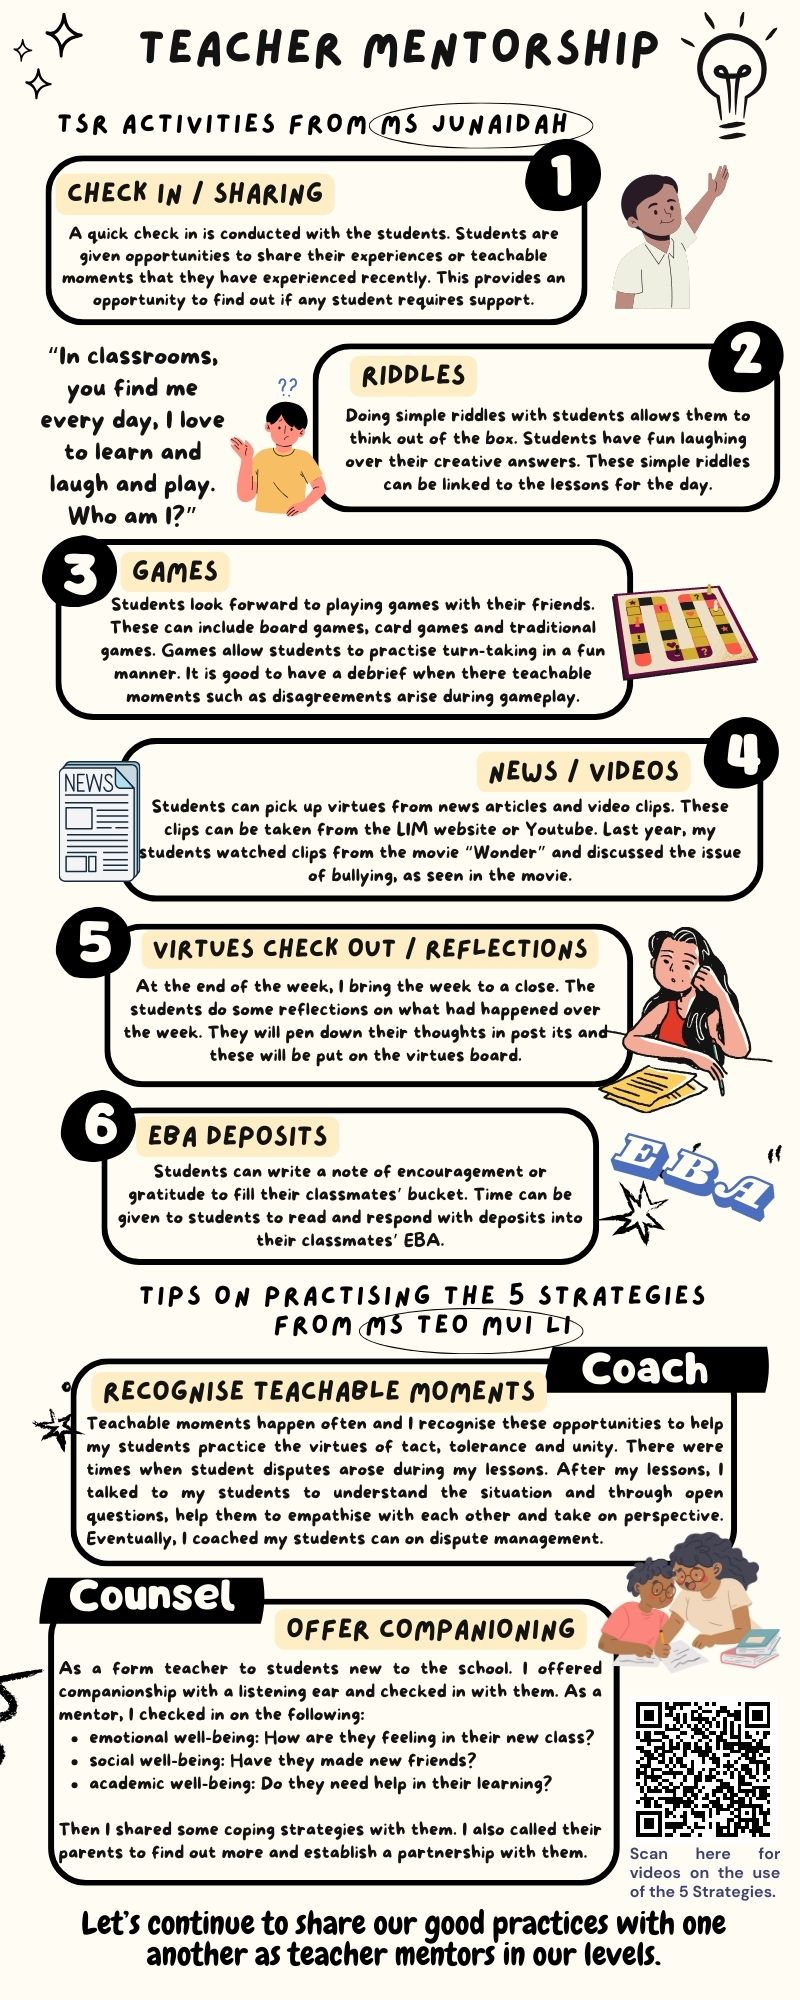 TEACHER MENTORSHIP
TSR ACTIVITIES FROM MS JUNAIDAH
1
CHECK IN / SHARING
A quick check in is conducted with the students. Students are
given opportunities to share their experiences or teachable
moments that they have experienced recently. This provides an
opportunity to find out if any student requires support.
“In classrooms,
you find me
every day, I love
to learn and
laugh and play.
Who am I?”
??
2
RIDDLES
Doing simple riddles with students allows them to
think out of the box. Students have fun laughing
over their creative answers. These simple riddles
can be linked to the lessons for the day.
3
GAMES
Students look forward to playing games with their friends.
These can include board games, card games and traditional
games. Games allow students to practise turn-taking in a fun
manner. It is good to have a debrief when there teachable
moments such as disagreements arise during gameplay.
4
NEWS / VIDEOS
NEWS
Students can pick up virtues from news articles and video clips. These
clips can be taken from the LIM website or Youtube. Last year, my
students watched clips from the movie “Wonder” and discussed the issue
of bullying, as seen in the movie.
5
VIRTUES CHECK OUT / REFLECTIONS
At the end of the week, I bring the week to a close. The
students do some reflections on what had happened over
the week. They will pen down their thoughts in post its and
these will be put on the virtues board.
6
EBA DEPOSITS
Students can write a note of encouragement or
gratitude to fill their classmates’ bucket. Time can be
given to students to read and respond with deposits into
their classmates’ EBA.
EBA
TIPS ON PRACTISING THE 5 STRATEGIES
FROM MS TEO MUI LI
Coach
RECOGNISE TEACHABLE MOMENTS
Teachable moments happen often and I recognise these opportunities to help
my students practice the virtues of tact, tolerance and unity. There were
times when student disputes arose during my lessons. After my lessons, I
talked to my students to understand the situation and through open
questions, help them to empathise with each other and take on perspective.
Eventually, I coached my students can on dispute management.
Counsel
OFFER COMPANIONING
As a form teacher to students new to the school. I offered
companionship with a listening ear and checked in with them. As a
mentor, I checked in on the following:
• emotional well-being: How are they feeling in their new class?
• social well-being: Have they made new friends?
• academic well-being: Do they need help in their learning?
Then I shared some coping strategies with them. I also called their
parents to find out more and establish a partnership with them.
Scan here for
videos on the use
of the 5 Strategies.
Let’s continue to share our good practices with one
another as teacher mentors in our levels.